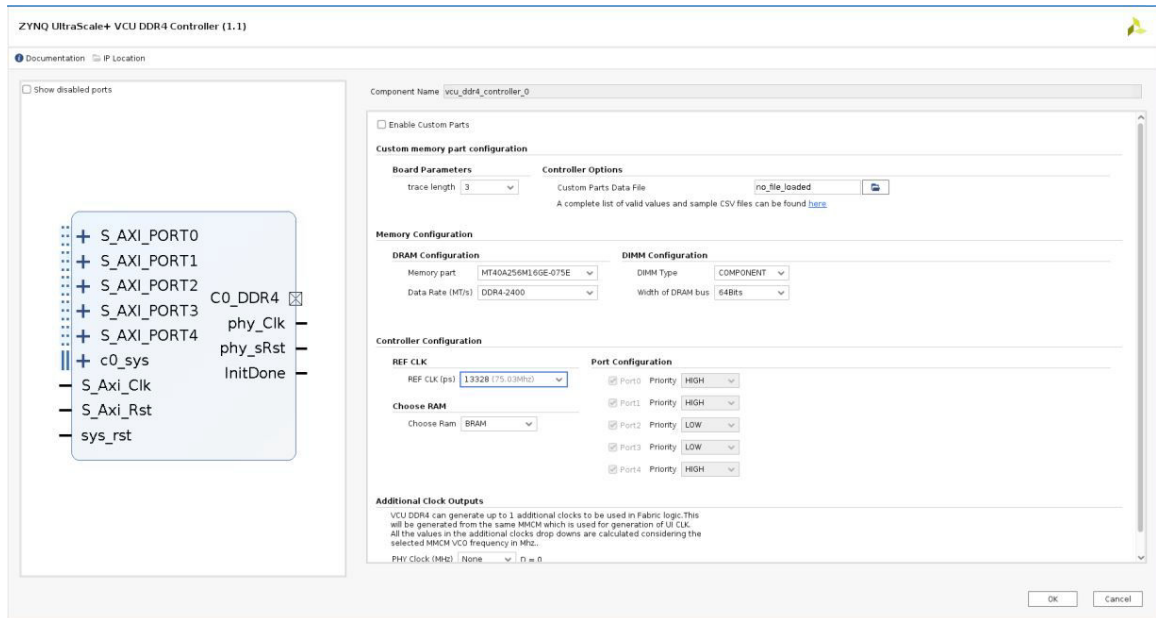 ZYNQ UltraScale+ VCU DDR4 Controller (1.1)
Documentation IP Location
Show disabled ports
S_AXI_PORT0
S_AXI_PORT1
S_AXI_PORT2
S_AXI_PORT3
S_AXI_PORT4
c0_sys
S_Axi_Clk
S_Axi_Rst
sys_rst
C0_DDR4
phy_Clk
phy_sRst
InitDone
Component Name vcu_ddr4_controller_0
Enable Custom Parts
Custom memory part configuration
Board Parameters
trace length 3
Controller Options
Custom Parts Data File no_file_loaded
A complete list of valid values and sample CSV files can be found here
Memory Configuration
DRAM Configuration
Memory part MT40A256M16GE-075E
Data Rate (MT/s) DDR4-2400
DIMM Configuration
DIMM Type COMPONENT
Width of DRAM bus 64Bits
Controller Configuration
REF CLK
REF CLK (ps) 13328 (75.03Mhz)
Choose RAM
Choose Ram BRAM
Port Configuration
Port0 Priority HIGH
Port1 Priority HIGH
Port2 Priority LOW
Port3 Priority LOW
Port4 Priority HIGH
Additional Clock Outputs
VCU DDR4 can generate up to 1 additional clocks to be used in Fabric logic.This
will be generated from the same MMCM which is used for generation of UI CLK.
All the values in the additional clocks drop downs are calculated considering the
selected MMCM VCO frequency in Mhz..
PHY Clock (MHz) None D = 0
OK Cancel